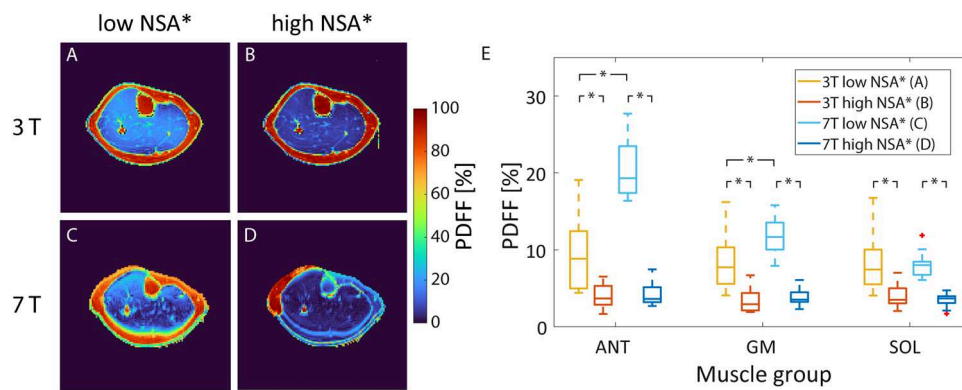 low NSA*
high NSA*
3 T
7 T
A
B
C
D
100
80
60
40
20
0
PDFF [%]
E
PDFF [%]
30
20
10
0
3T low NSA* (A)
3T high NSA* (B)
7T low NSA* (C)
7T high NSA* (D)
*
*
*
*
*
*
*
*
ANT
GM
SOL
Muscle group